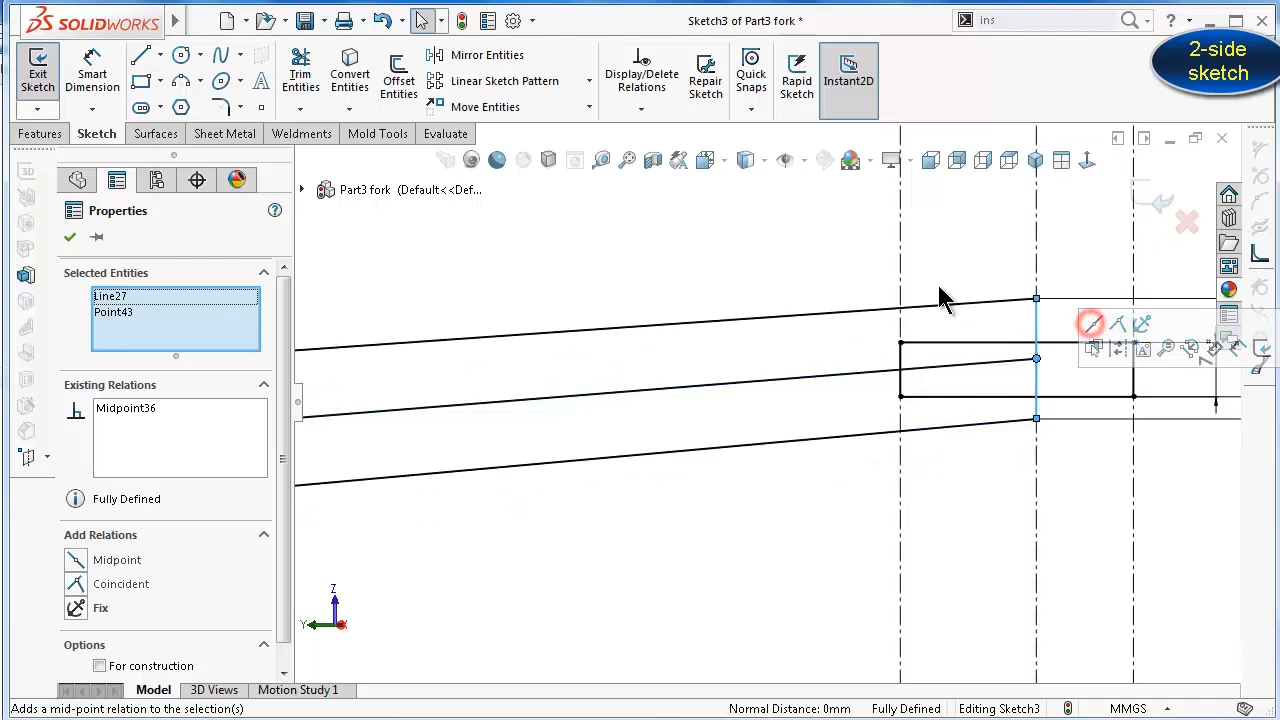 SOLIDWORKS
Sketch3 of Part3 fork *
ins
2-side
sketch
Exit
Sketch
Smart
Dimension
Trim
Entities
Convert
Entities
Offset
Entities
Mirror Entities
Linear Sketch Pattern
Move Entities
Display/Delete
Relations
Repair
Sketch
Quick
Snaps
Rapid
Sketch
Instant2D
Features
Sketch
Surfaces
Sheet Metal
Weldments
Mold Tools
Evaluate
3D
Part3 fork (Default<<Def...
Properties
Selected Entities
Line27
Point43
Existing Relations
Midpoint36
Fully Defined
Add Relations
Midpoint
Coincident
Fix
Options
For construction
Z
Y
X
Model
3D Views
Motion Study 1
Adds a mid-point relation to the selection(s)
Normal Distance: 0mm
Fully Defined
Editing Sketch3
MMGS